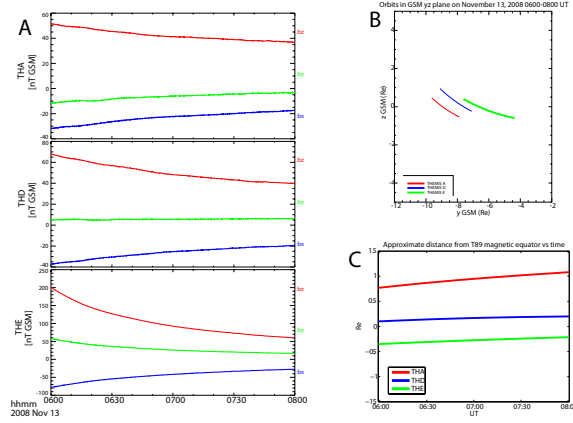 A
THA
[nT GSM]
60
40
20
0
-20
-40
bz
by
bx
THD
[nT GSM]
80
60
40
20
0
-20
-40
bz
by
bx
THE
[nT GSM]
250
200
150
100
50
0
-50
-100
bz
by
bx
0600
0630
0700
0730
0800
hhmm
2008 Nov 13
B
Orbits in GSM yz plane on November 13, 2008 0600-0800 UT
z GSM (Re)
4
2
0
-2
-4
THEMIS A
THEMIS D
THEMIS E
-12
-10
-8
-6
-4
-2
y GSM (Re)
C
Approximate distance from T89 magnetic equator vs time
Re
1.5
1
0.5
0
-0.5
-1
-1.5
THA
THD
THE
06:00
06:30
07:00
07:30
08:00
UT